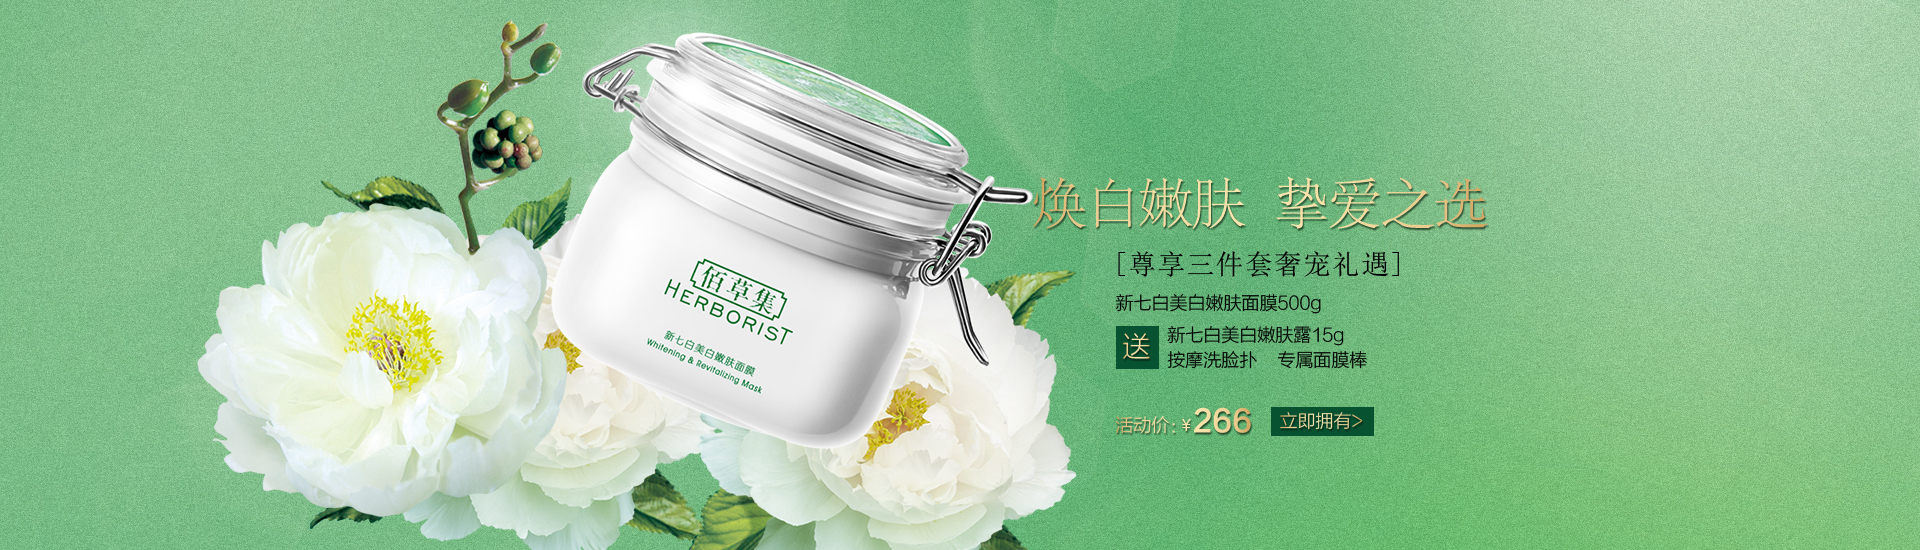 佰草集
HERBORIST
新七白美白嫩肤面膜
Whitening & Revitalizing Mask
焕白嫩肤 挚爱之选
[尊享三件套奢宠礼遇]
新七白美白嫩肤面膜500g
送
新七白美白嫩肤露15g
按摩洗脸扑 专属面膜棒
活动价:¥266
立即拥有>